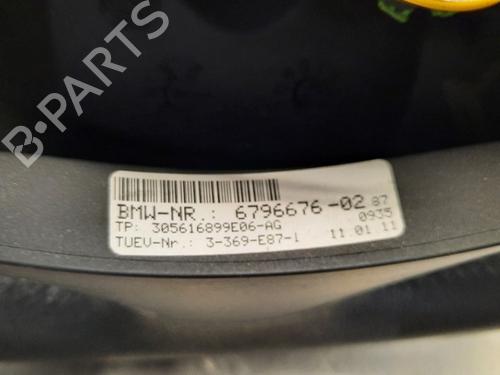 B-PARTS
BMW-NR.: 6796676-02 87
TP: 305616899E06-AG 0935
TUEV-Nr.: 3-369-E87-1 11 01 11